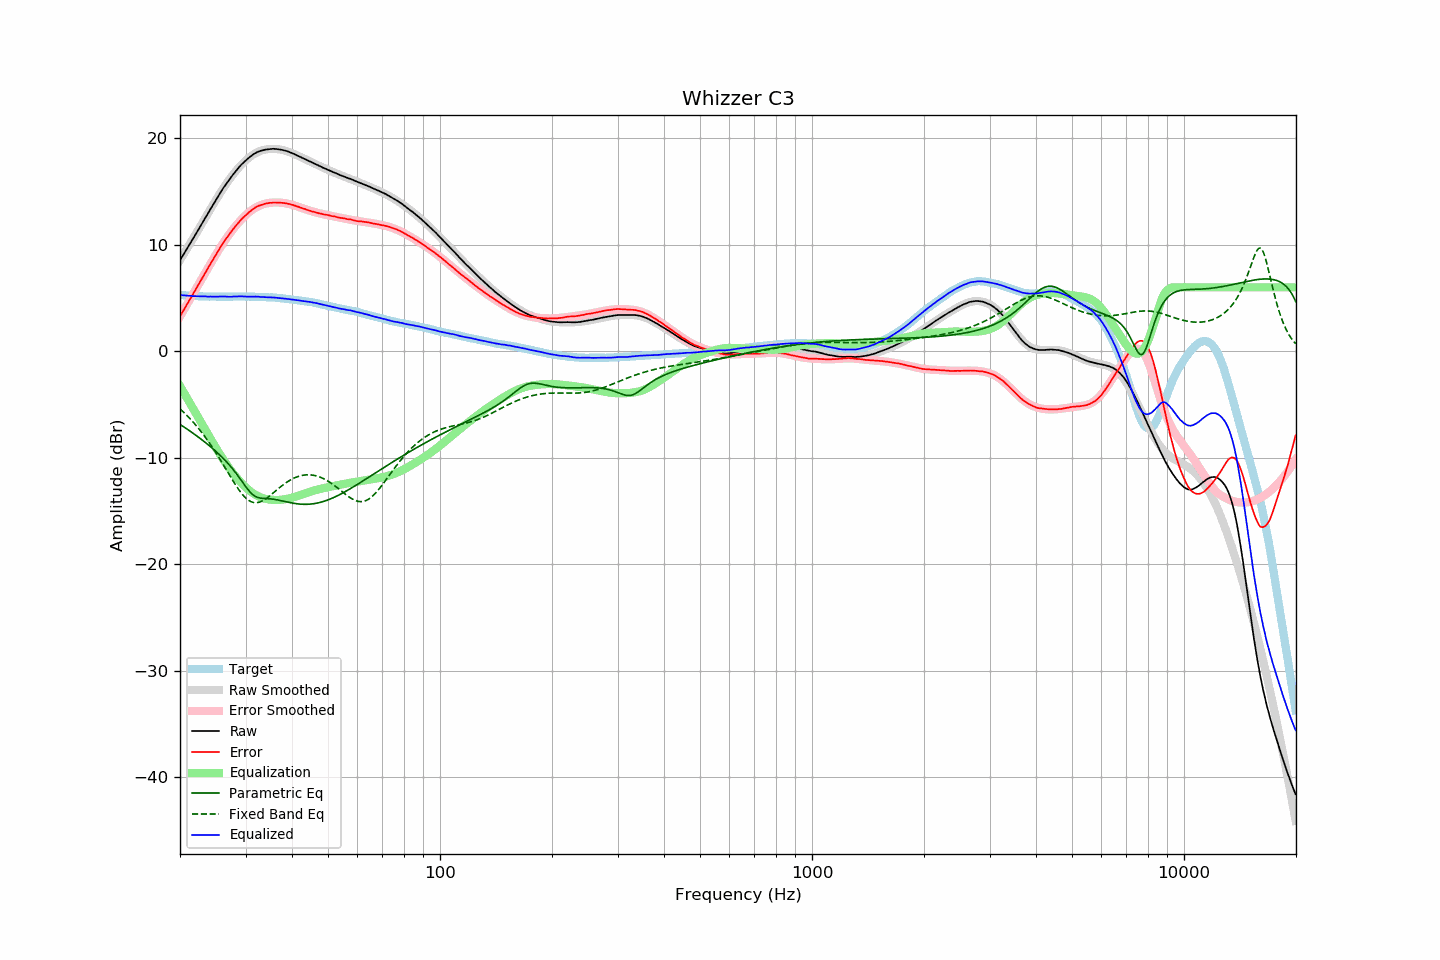 Whizzer C3
20
10
0
−10
−20
−30
−40
Amplitude (dBr)
Target
Raw Smoothed
Error Smoothed
Raw
Error
Equalization
Parametric Eq
Fixed Band Eq
Equalized
100
1000
10000
Frequency (Hz)